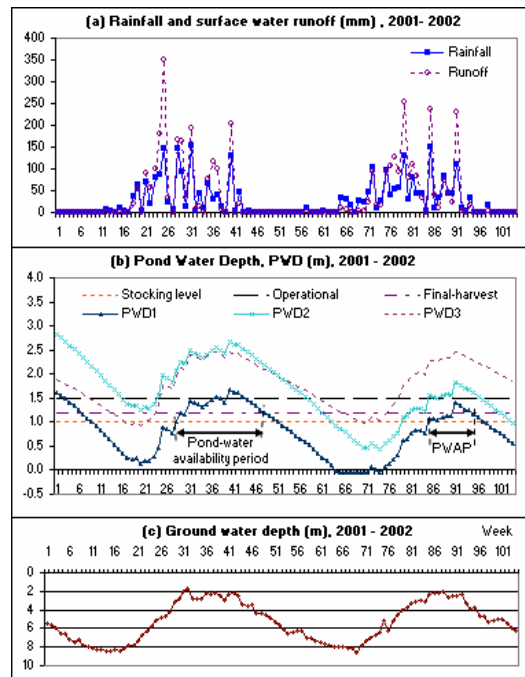 (a) Rainfall and surface water runoff (mm) , 2001- 2002
400
350
300
250
200
150
100
50
0
Rainfall
Runoff
1 6 11 16 21 26 31 36 41 46 51 56 61 66 71 76 81 86 91 96 101
(b) Pond Water Depth, PWD (m), 2001 - 2002
4.0
3.5
3.0
2.5
2.0
1.5
1.0
0.5
0.0
-0.5
Stocking level Operational Final-harvest
PWD1 PWD2 PWD3
Pond-water
availability period
PWAP
1 6 11 16 21 26 31 36 41 46 51 56 61 66 71 76 81 86 91 96 101
(c) Ground water depth (m), 2001 - 2002 Week
1 6 11 16 21 26 31 36 41 46 51 56 61 66 71 76 81 86 91 96 101
0
2
4
6
8
10